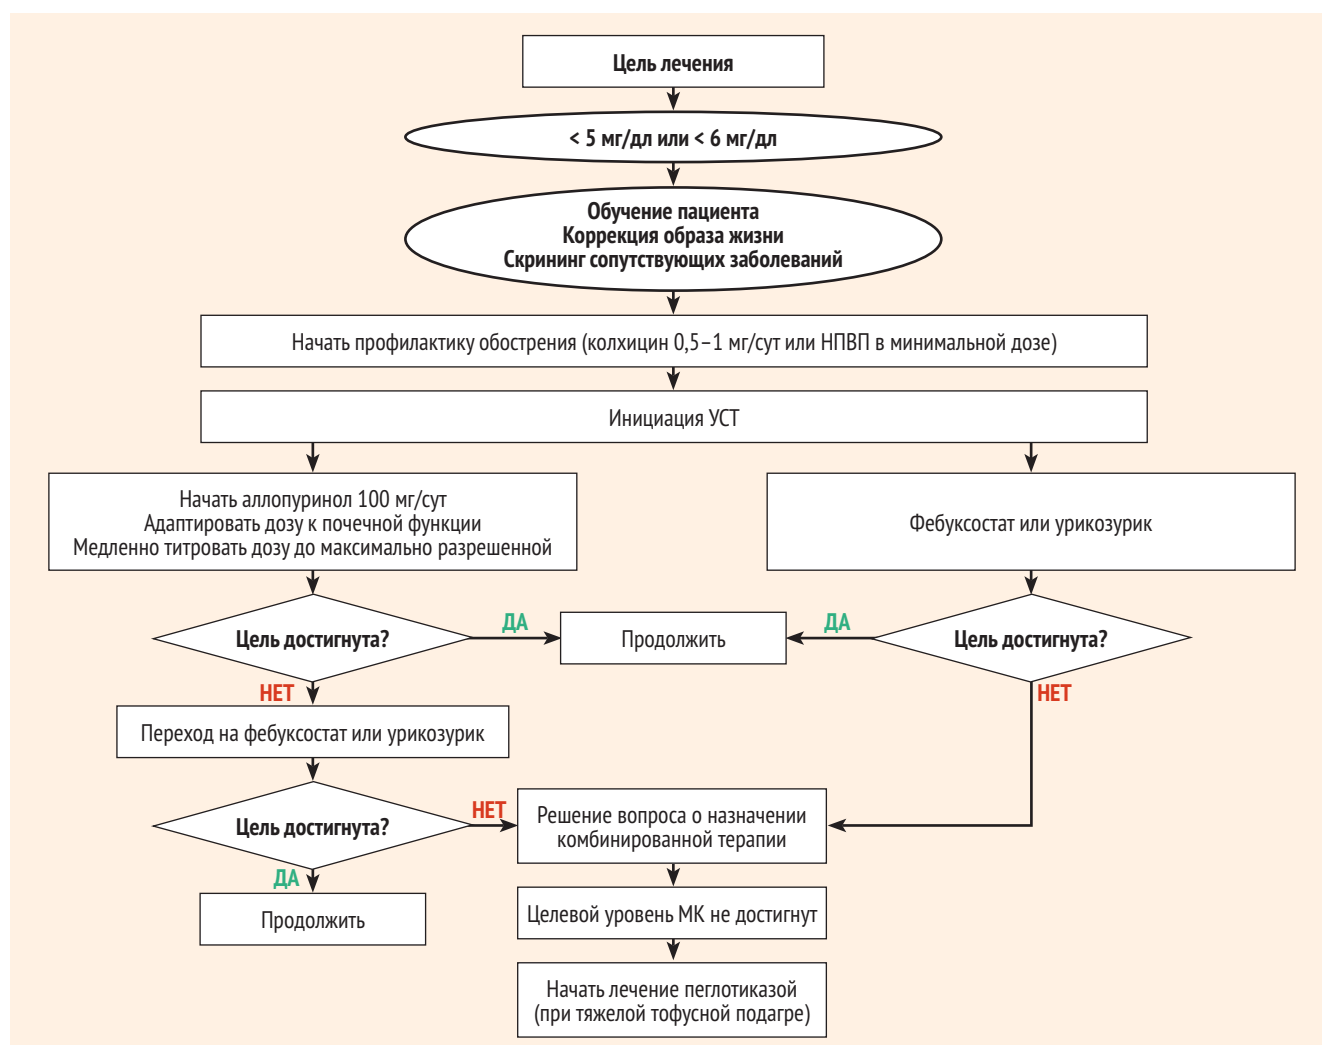 Цель лечения
< 5 мг/дл или < 6 мг/дл
Обучение пациента
Коррекция образа жизни
Скрининг сопутствующих заболеваний
Начать профилактику обострения (колхицин 0,5–1 мг/сут или НПВП в минимальной дозе)
Инициация УСТ
Начать аллопуринол 100 мг/сут
Адаптировать дозу к почечной функции
Медленно титровать дозу до максимально разрешенной
Фебуксостат или урикозурик
Цель достигнута?
ДА
Продолжить
ДА
Цель достигнута?
НЕТ
НЕТ
Переход на фебуксостат или урикозурик
Цель достигнута?
НЕТ
Решение вопроса о назначении
комбинированной терапии
ДА
Продолжить
Целевой уровень МК не достигнут
Начать лечение пеглотиказой
(при тяжелой тофусной подагре)